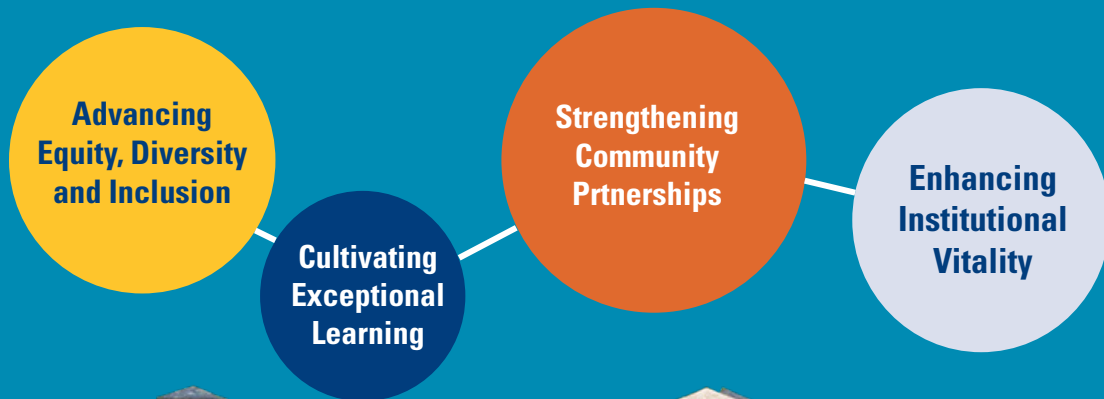 Advancing
Equity, Diversity
and Inclusion
Cultivating
Exceptional
Learning
Strengthening
Community
Prtnerships
Enhancing
Institutional
Vitality